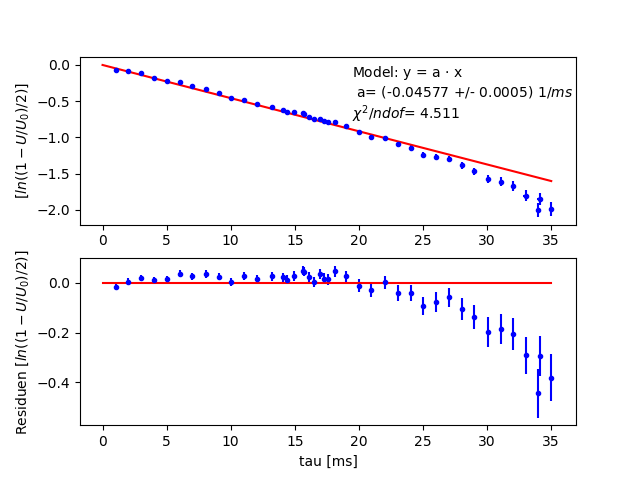 0.0
−0.5
−1.0
−1.5
−2.0
[ln((1 − U/U₀)/2)]
Model: y = a · x
a= (-0.04577 +/- 0.0005) 1/ms
χ²/ndof= 4.511
0 5 10 15 20 25 30 35
0.0
−0.2
−0.4
Residuen [ln((1 − U/U₀)/2)]
0 5 10 15 20 25 30 35
tau [ms]